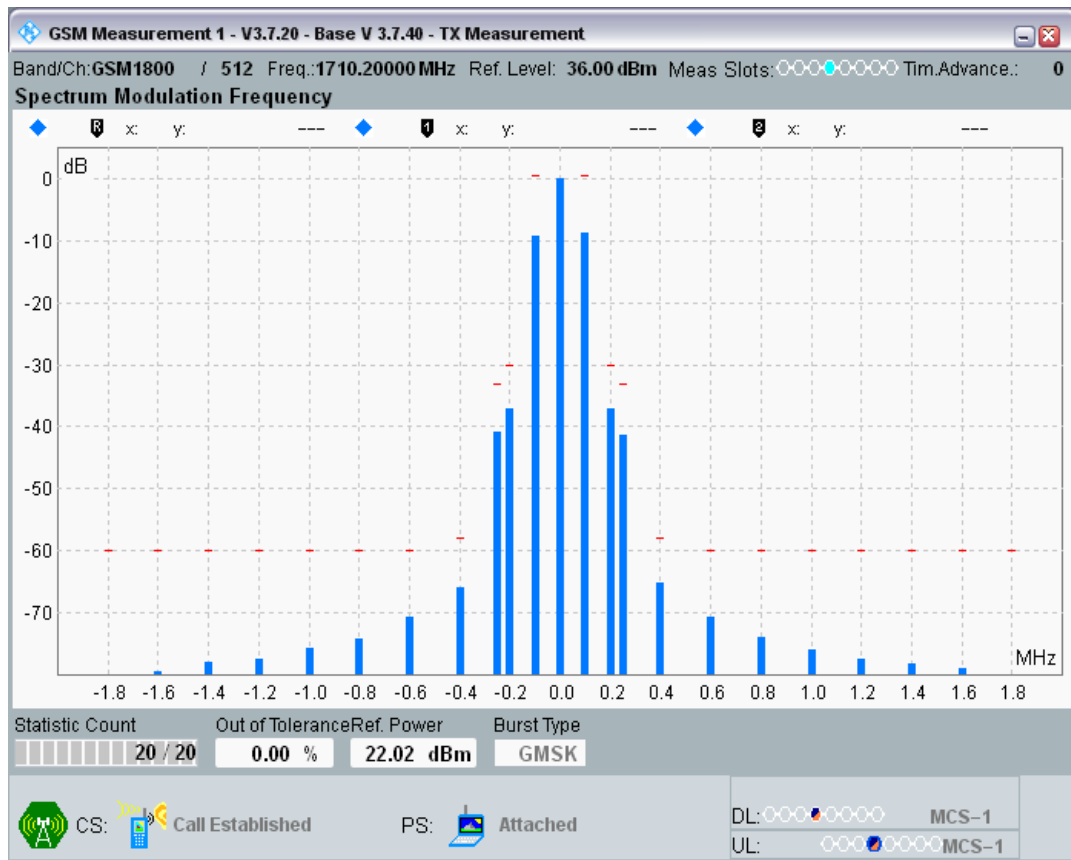 GSM Measurement 1 - V3.7.20 - Base V 3.7.40 - TX Measurement
Band/Ch:GSM1800 / 512 Freq.:1710.20000 MHz Ref. Level: 36.00 dBm Meas Slots: Tim.Advance.: 0
Spectrum Modulation Frequency
R x: y: --- 1 x: y: --- 2 x: y: ---
dB
0
-10
-20
-30
-40
-50
-60
-70
MHz
-1.8 -1.6 -1.4 -1.2 -1.0 -0.8 -0.6 -0.4 -0.2 0.0 0.2 0.4 0.6 0.8 1.0 1.2 1.4 1.6 1.8
Statistic Count Out of Tolerance Ref. Power Burst Type
20 / 20 0.00 % 22.02 dBm GMSK
CS: Call Established PS: Attached
DL: MCS-1
UL: MCS-1